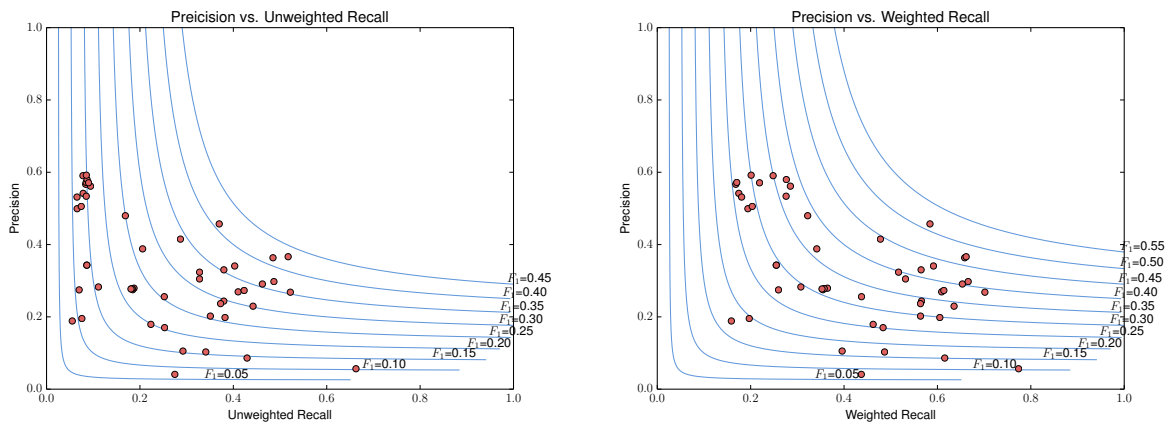 Preicision vs. Unweighted Recall
1.0
0.8
0.6
0.4
0.2
0.0
Precision
F1=0.45
F1=0.40
F1=0.35
F1=0.30
F1=0.25
F1=0.20
F1=0.15
F1=0.10
F1=0.05
0.0 0.2 0.4 0.6 0.8 1.0
Unweighted Recall
Precision vs. Weighted Recall
1.0
0.8
0.6
0.4
0.2
0.0
Precision
F1=0.55
F1=0.50
F1=0.45
F1=0.40
F1=0.35
F1=0.30
F1=0.25
F1=0.20
F1=0.15
F1=0.10
F1=0.05
0.0 0.2 0.4 0.6 0.8 1.0
Weighted Recall